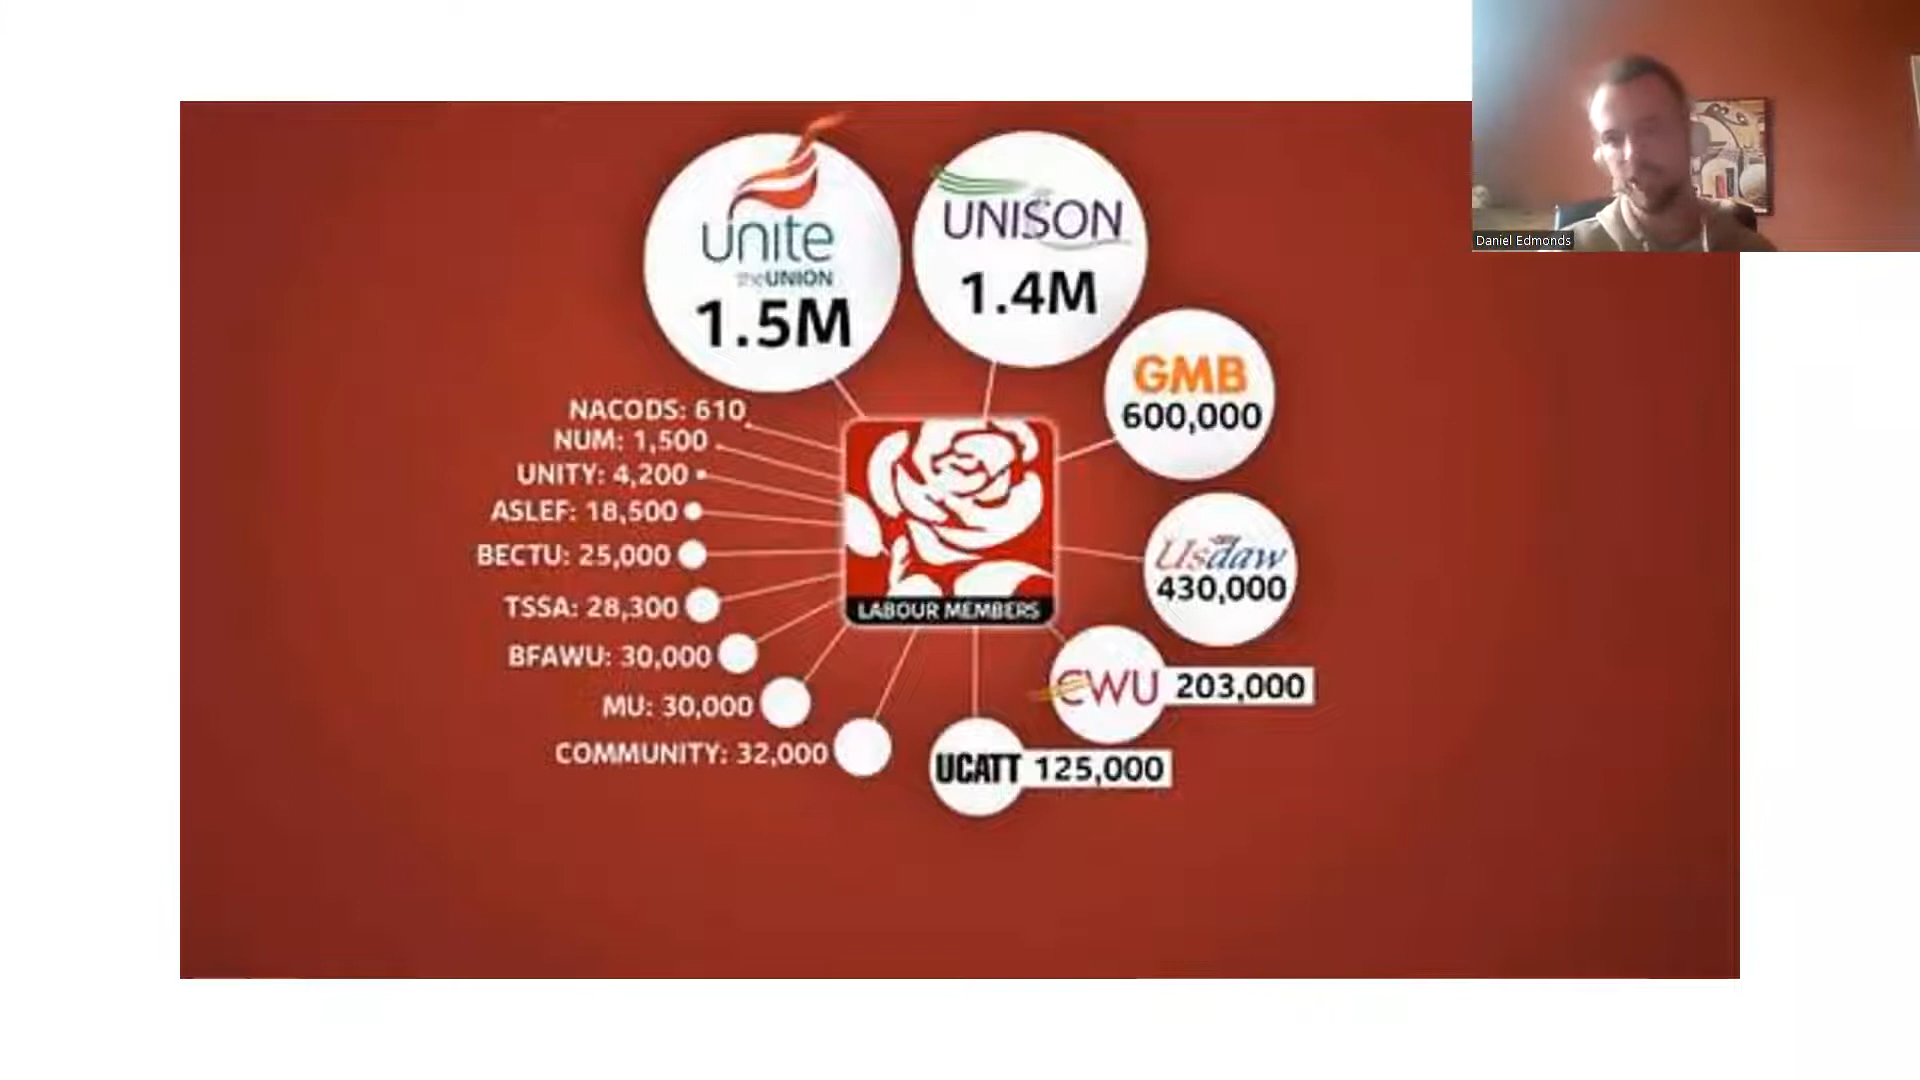 Daniel Edmonds
unite
theUNION
1.5M
UNISON
1.4M
GMB
600,000
NACODS: 610
NUM: 1,500
UNITY: 4,200
ASLEF: 18,500
BECTU: 25,000
TSSA: 28,300
BFAWU: 30,000
MU: 30,000
COMMUNITY: 32,000
LABOUR MEMBERS
Usdaw
430,000
CWU 203,000
UCATT 125,000